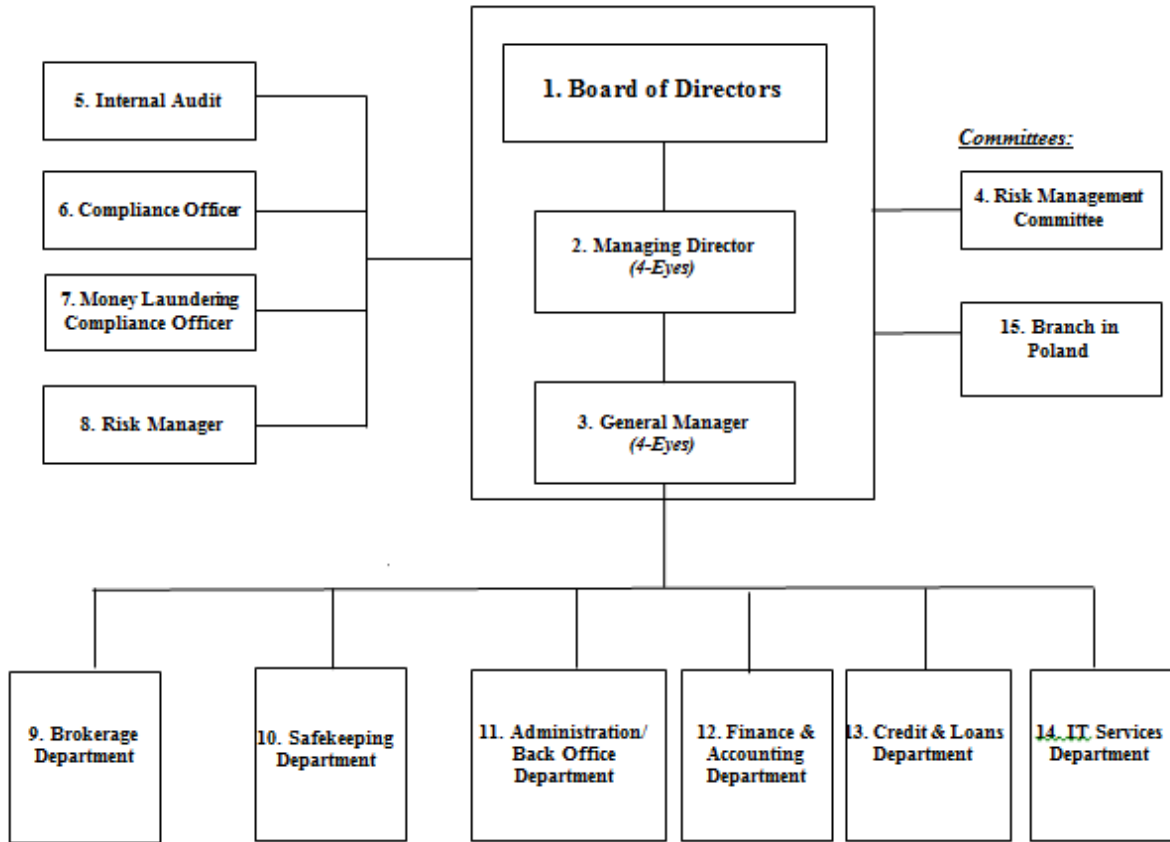 1. Board of Directors
2. Managing Director
(4-Eyes)
3. General Manager
(4-Eyes)
Committees:
4. Risk Management
Committee
5. Internal Audit
6. Compliance Officer
7. Money Laundering
Compliance Officer
8. Risk Manager
9. Brokerage
Department
10. Safekeeping
Department
11. Administration/
Back Office
Department
12. Finance &
Accounting
Department
13. Credit & Loans
Department
14. IT Services
Department
15. Branch in
Poland